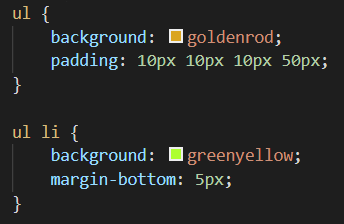 ul {
    background: goldenrod;
    padding: 10px 10px 10px 50px;
}

ul li {
    background: greenyellow;
    margin-bottom: 5px;
}